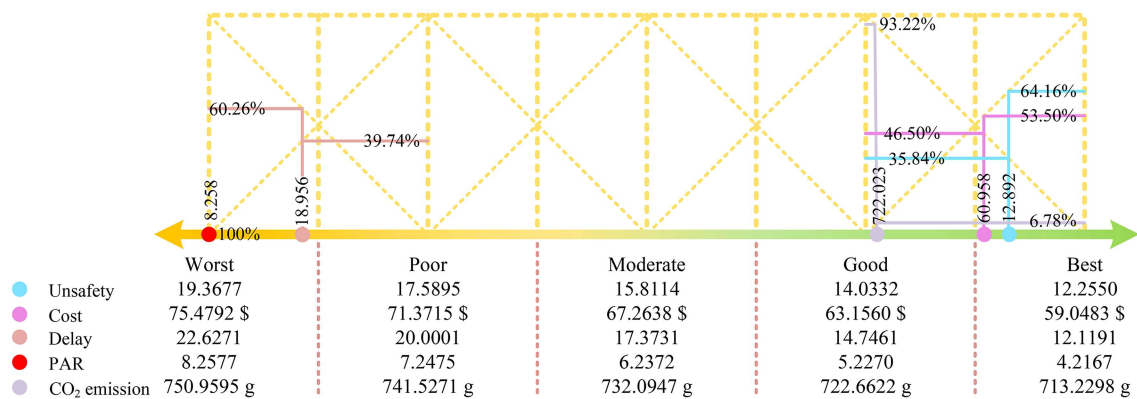 93.22%
60.26%
64.16%
53.50%
46.50%
39.74%
35.84%
8.258
18.956
722.023
60.958
12.892
6.78%
100%
Worst Poor Moderate Good Best
Unsafety 19.3677 17.5895 15.8114 14.0332 12.2550
Cost 75.4792 $ 71.3715 $ 67.2638 $ 63.1560 $ 59.0483 $
Delay 22.6271 20.0001 17.3731 14.7461 12.1191
PAR 8.2577 7.2475 6.2372 5.2270 4.2167
CO₂ emission 750.9595 g 741.5271 g 732.0947 g 722.6622 g 713.2298 g